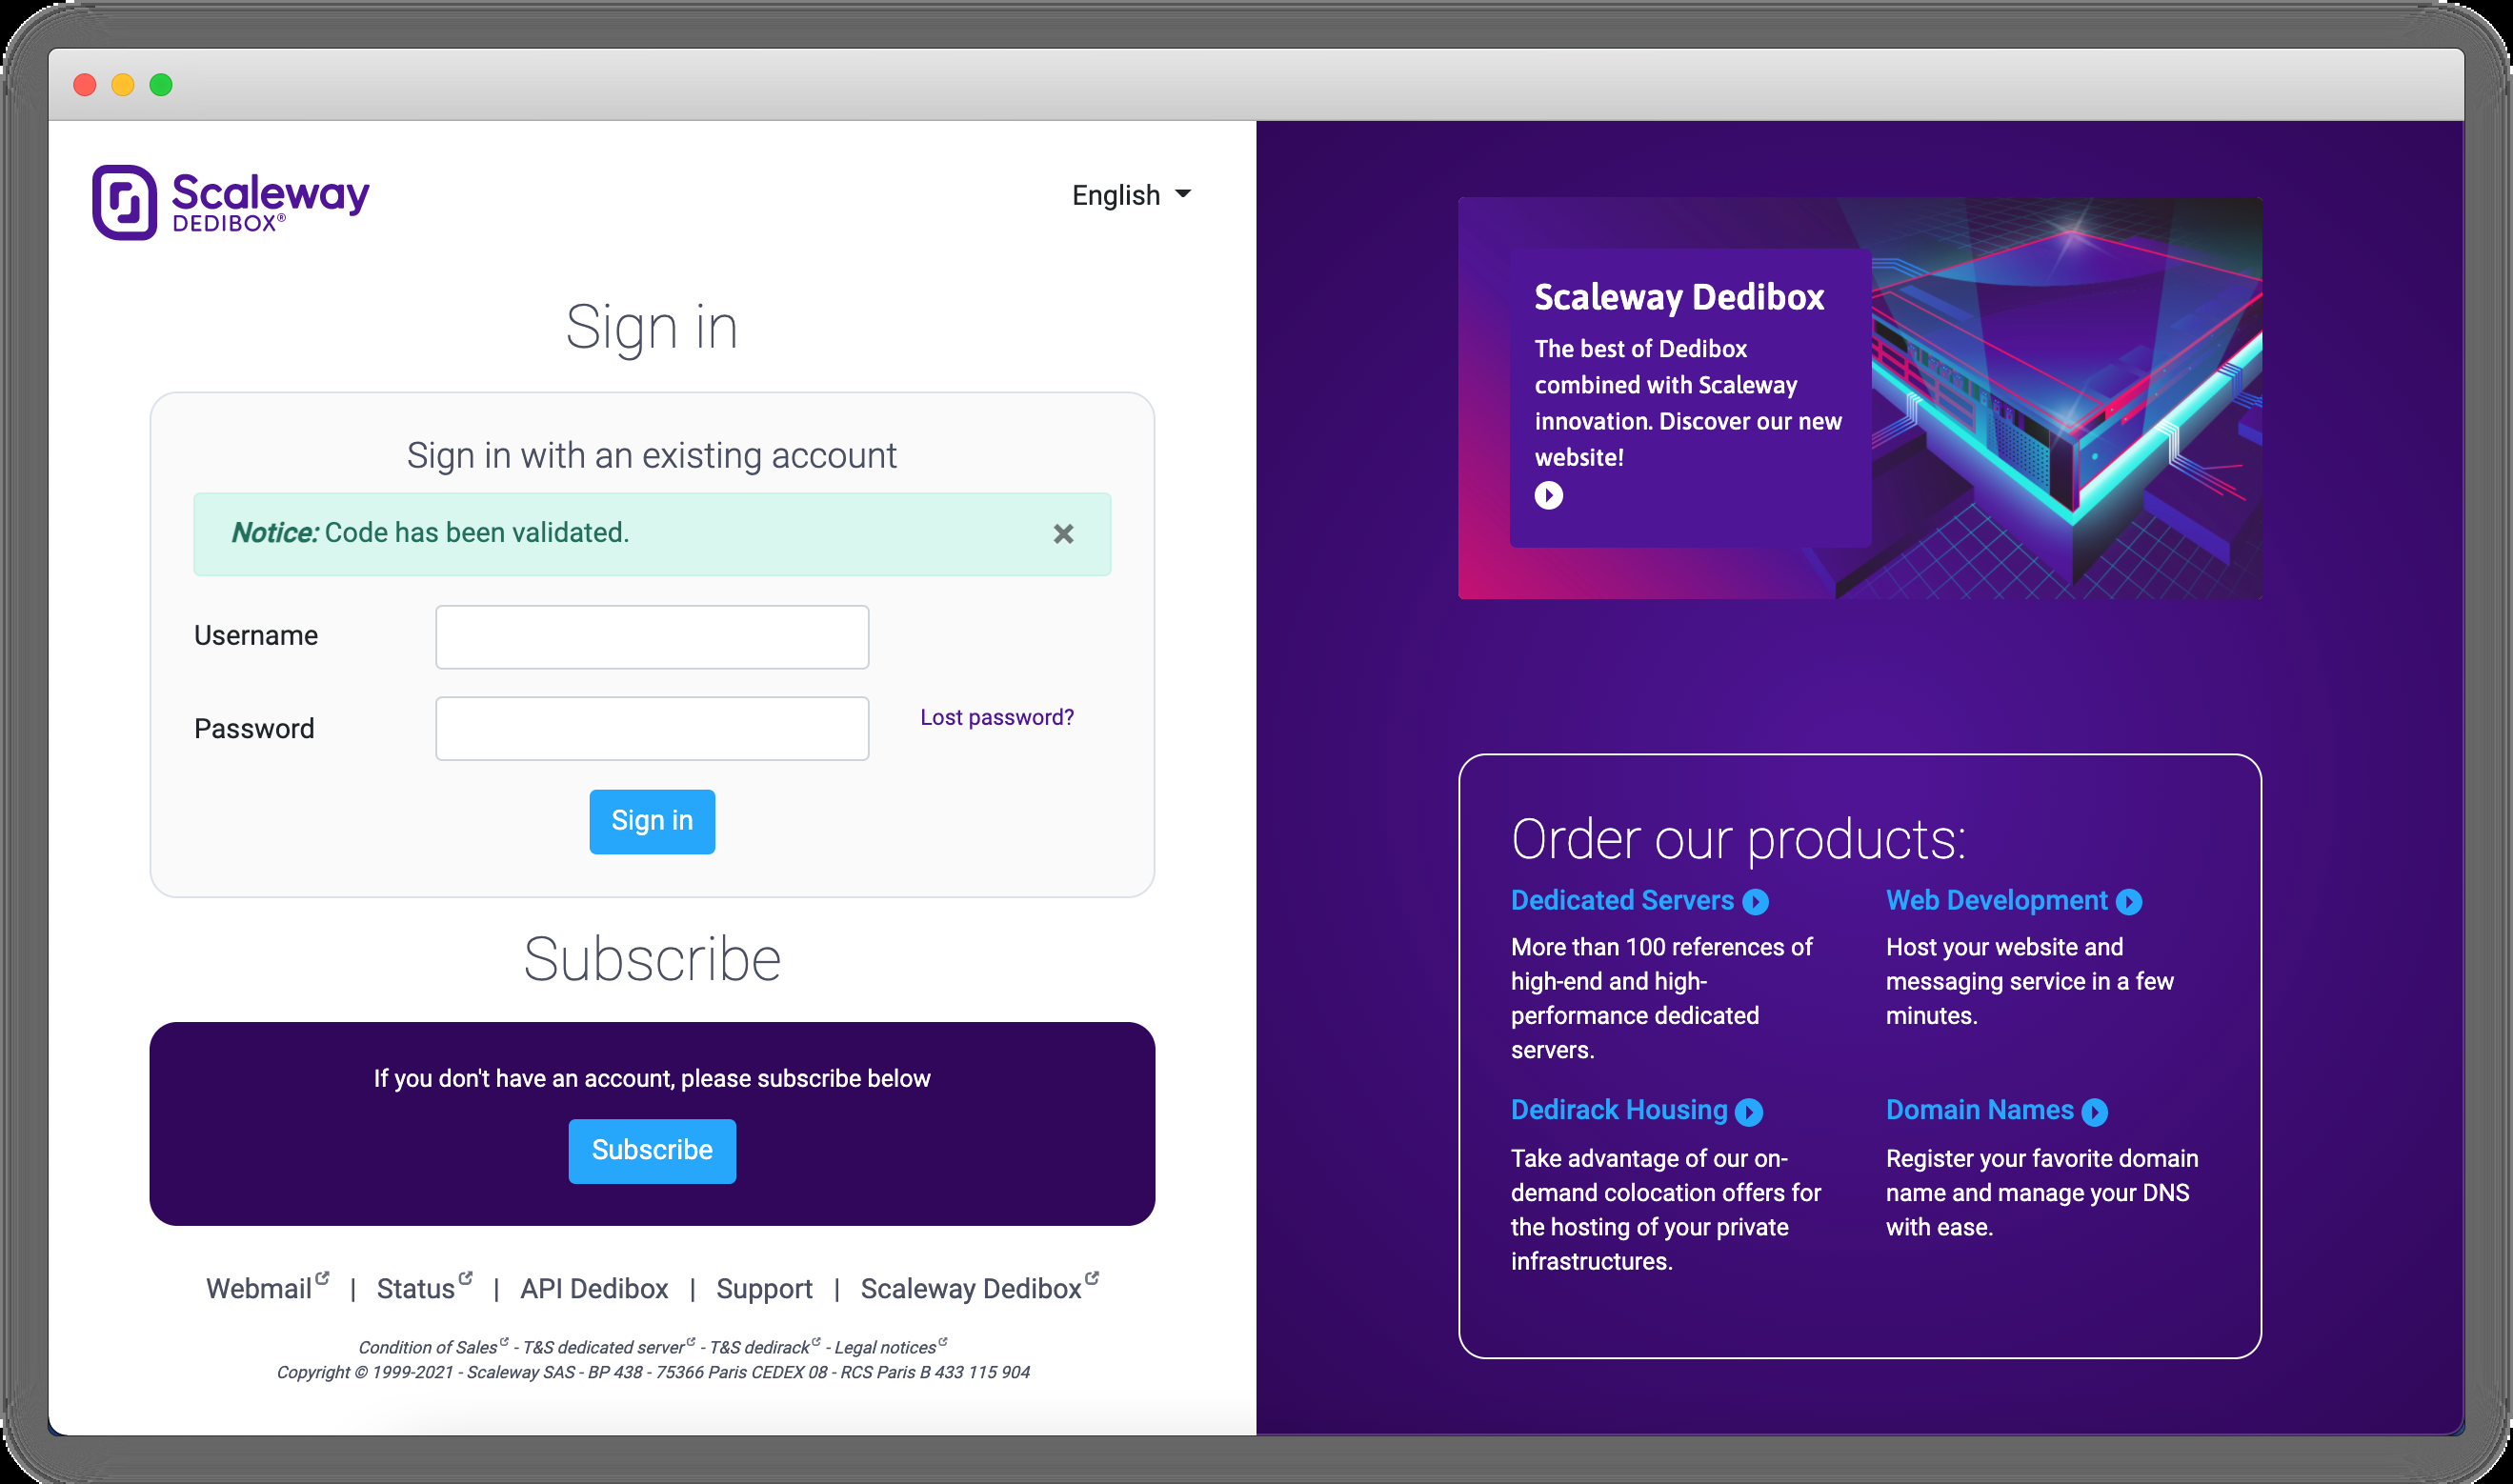 Scaleway
DEDIBOX®
English
Sign in
Sign in with an existing account
Notice: Code has been validated.
Username
Password
Lost password?
Sign in
Subscribe
If you don't have an account, please subscribe below
Subscribe
Webmail | Status | API Dedibox | Support | Scaleway Dedibox
Condition of Sales - T&S dedicated server - T&S dedirack - Legal notices
Copyright © 1999-2021 - Scaleway SAS - BP 438 - 75366 Paris CEDEX 08 - RCS Paris B 433 115 904
Scaleway Dedibox
The best of Dedibox
combined with Scaleway
innovation. Discover our new
website!
Order our products:
Dedicated Servers
More than 100 references of
high-end and high-
performance dedicated
servers.
Web Development
Host your website and
messaging service in a few
minutes.
Dedirack Housing
Take advantage of our on-
demand colocation offers for
the hosting of your private
infrastructures.
Domain Names
Register your favorite domain
name and manage your DNS
with ease.